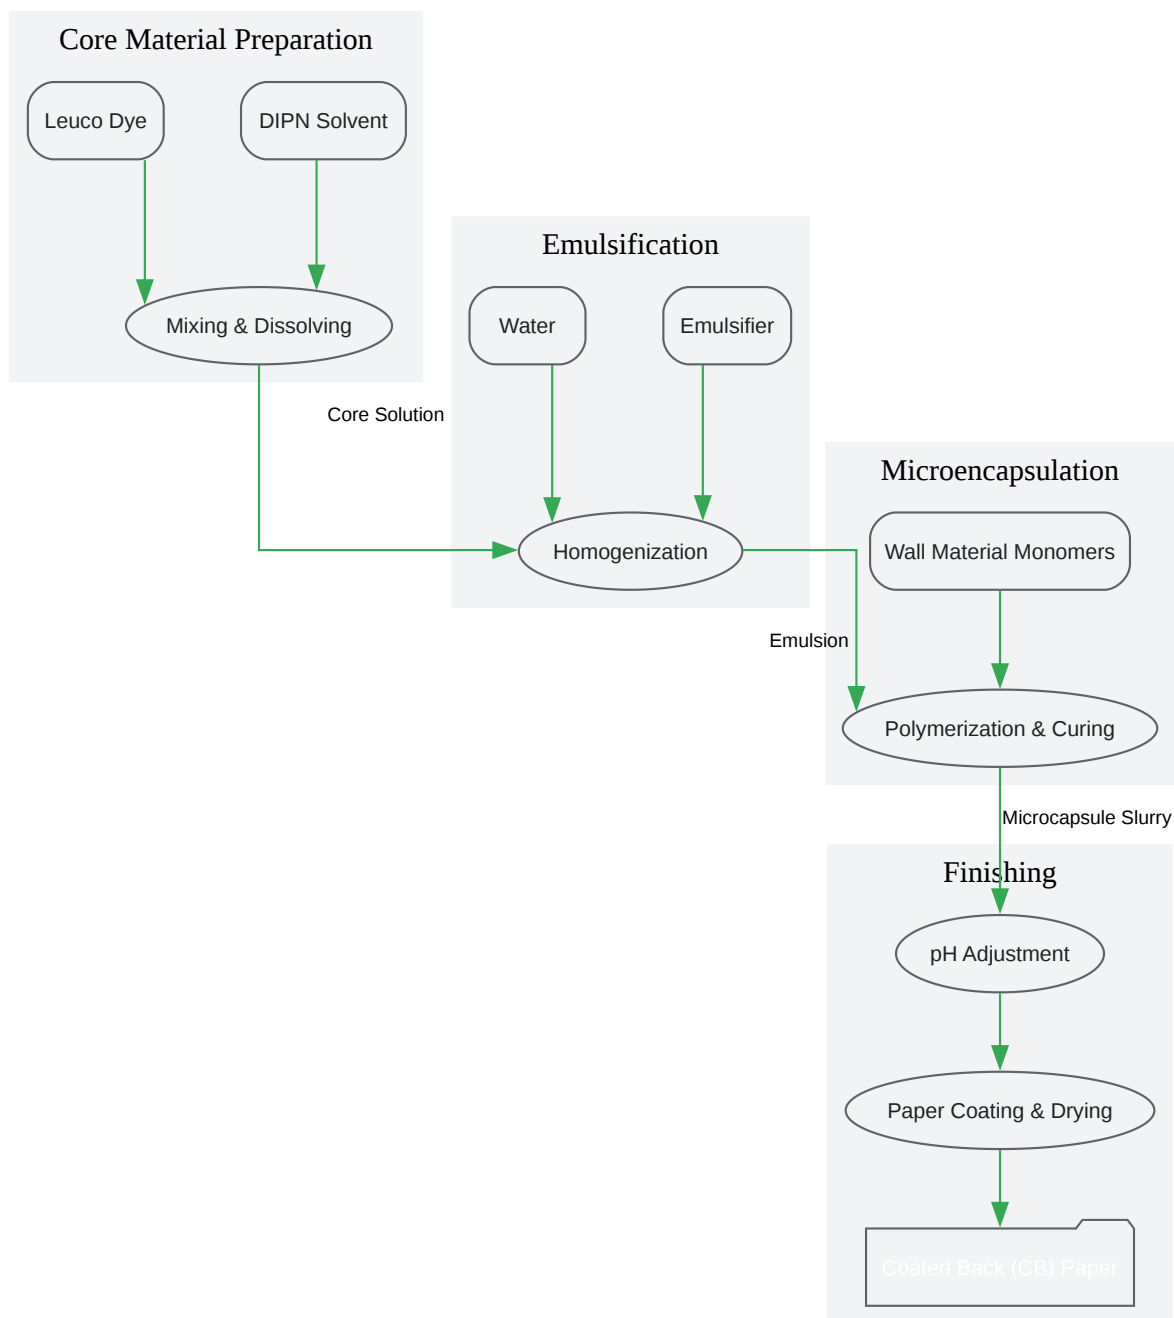 Core Material Preparation
Leuco Dye
DIPN Solvent
Mixing & Dissolving
Core Solution
Emulsification
Water
Emulsifier
Homogenization
Emulsion
Microencapsulation
Wall Material Monomers
Polymerization & Curing
Microcapsule Slurry
Finishing
pH Adjustment
Paper Coating & Drying
Coated Back (CB) Paper